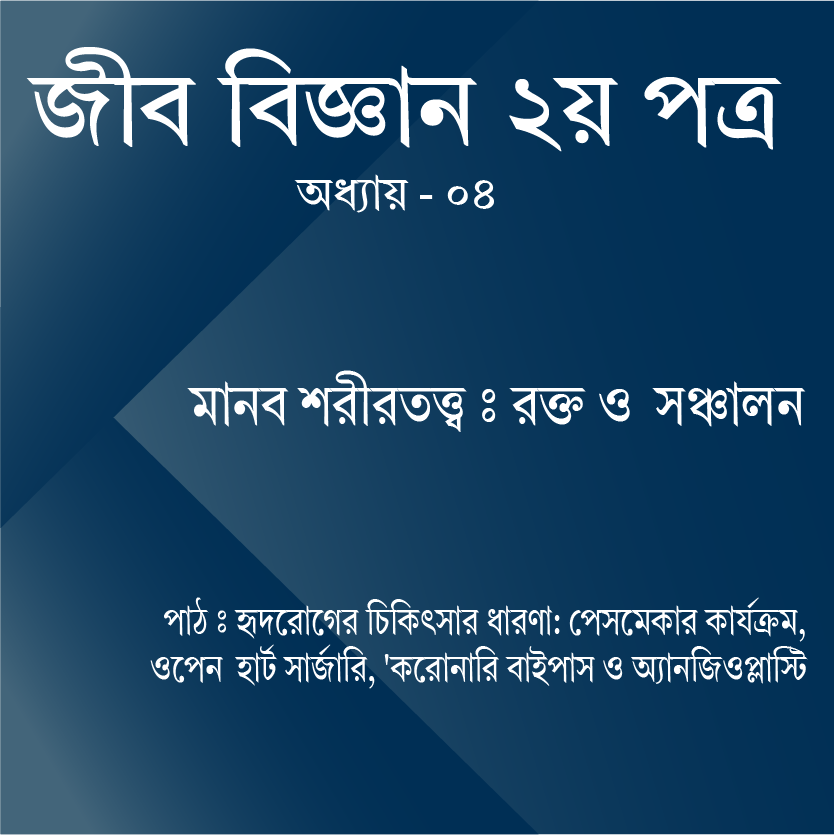 জীব বিজ্ঞান ২য় পত্র
অধ্যায় - ০৪
মানব শরীরতত্ত্ব ঃ রক্ত ও সঞ্চালন
পাঠ ঃ হৃদরোগের চিকিৎসার ধারণা: পেসমেকার কার্যক্রম,
ওপেন হার্ট সার্জারি, 'করোনারি বাইপাস ও অ্যানজিওপ্লাস্টি